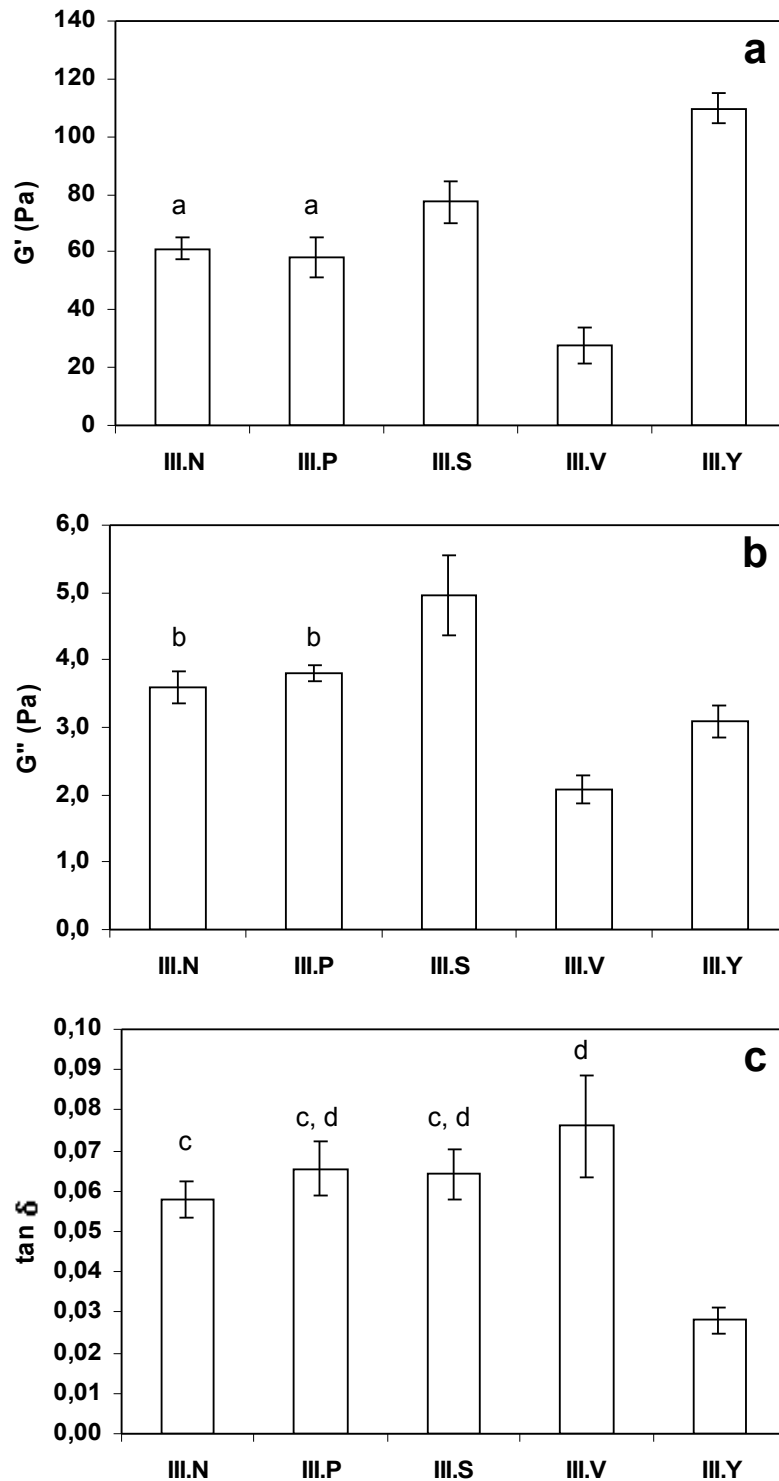 a
140
120
100
80
60
40
20
0
G' (Pa)
a a
III.N III.P III.S III.V III.Y
b
6,0
5,0
4,0
3,0
2,0
1,0
0,0
G" (Pa)
b b
III.N III.P III.S III.V III.Y
c
0,10
0,09
0,08
0,07
0,06
0,05
0,04
0,03
0,02
0,01
0,00
tan δ
c c, d c, d d
III.N III.P III.S III.V III.Y